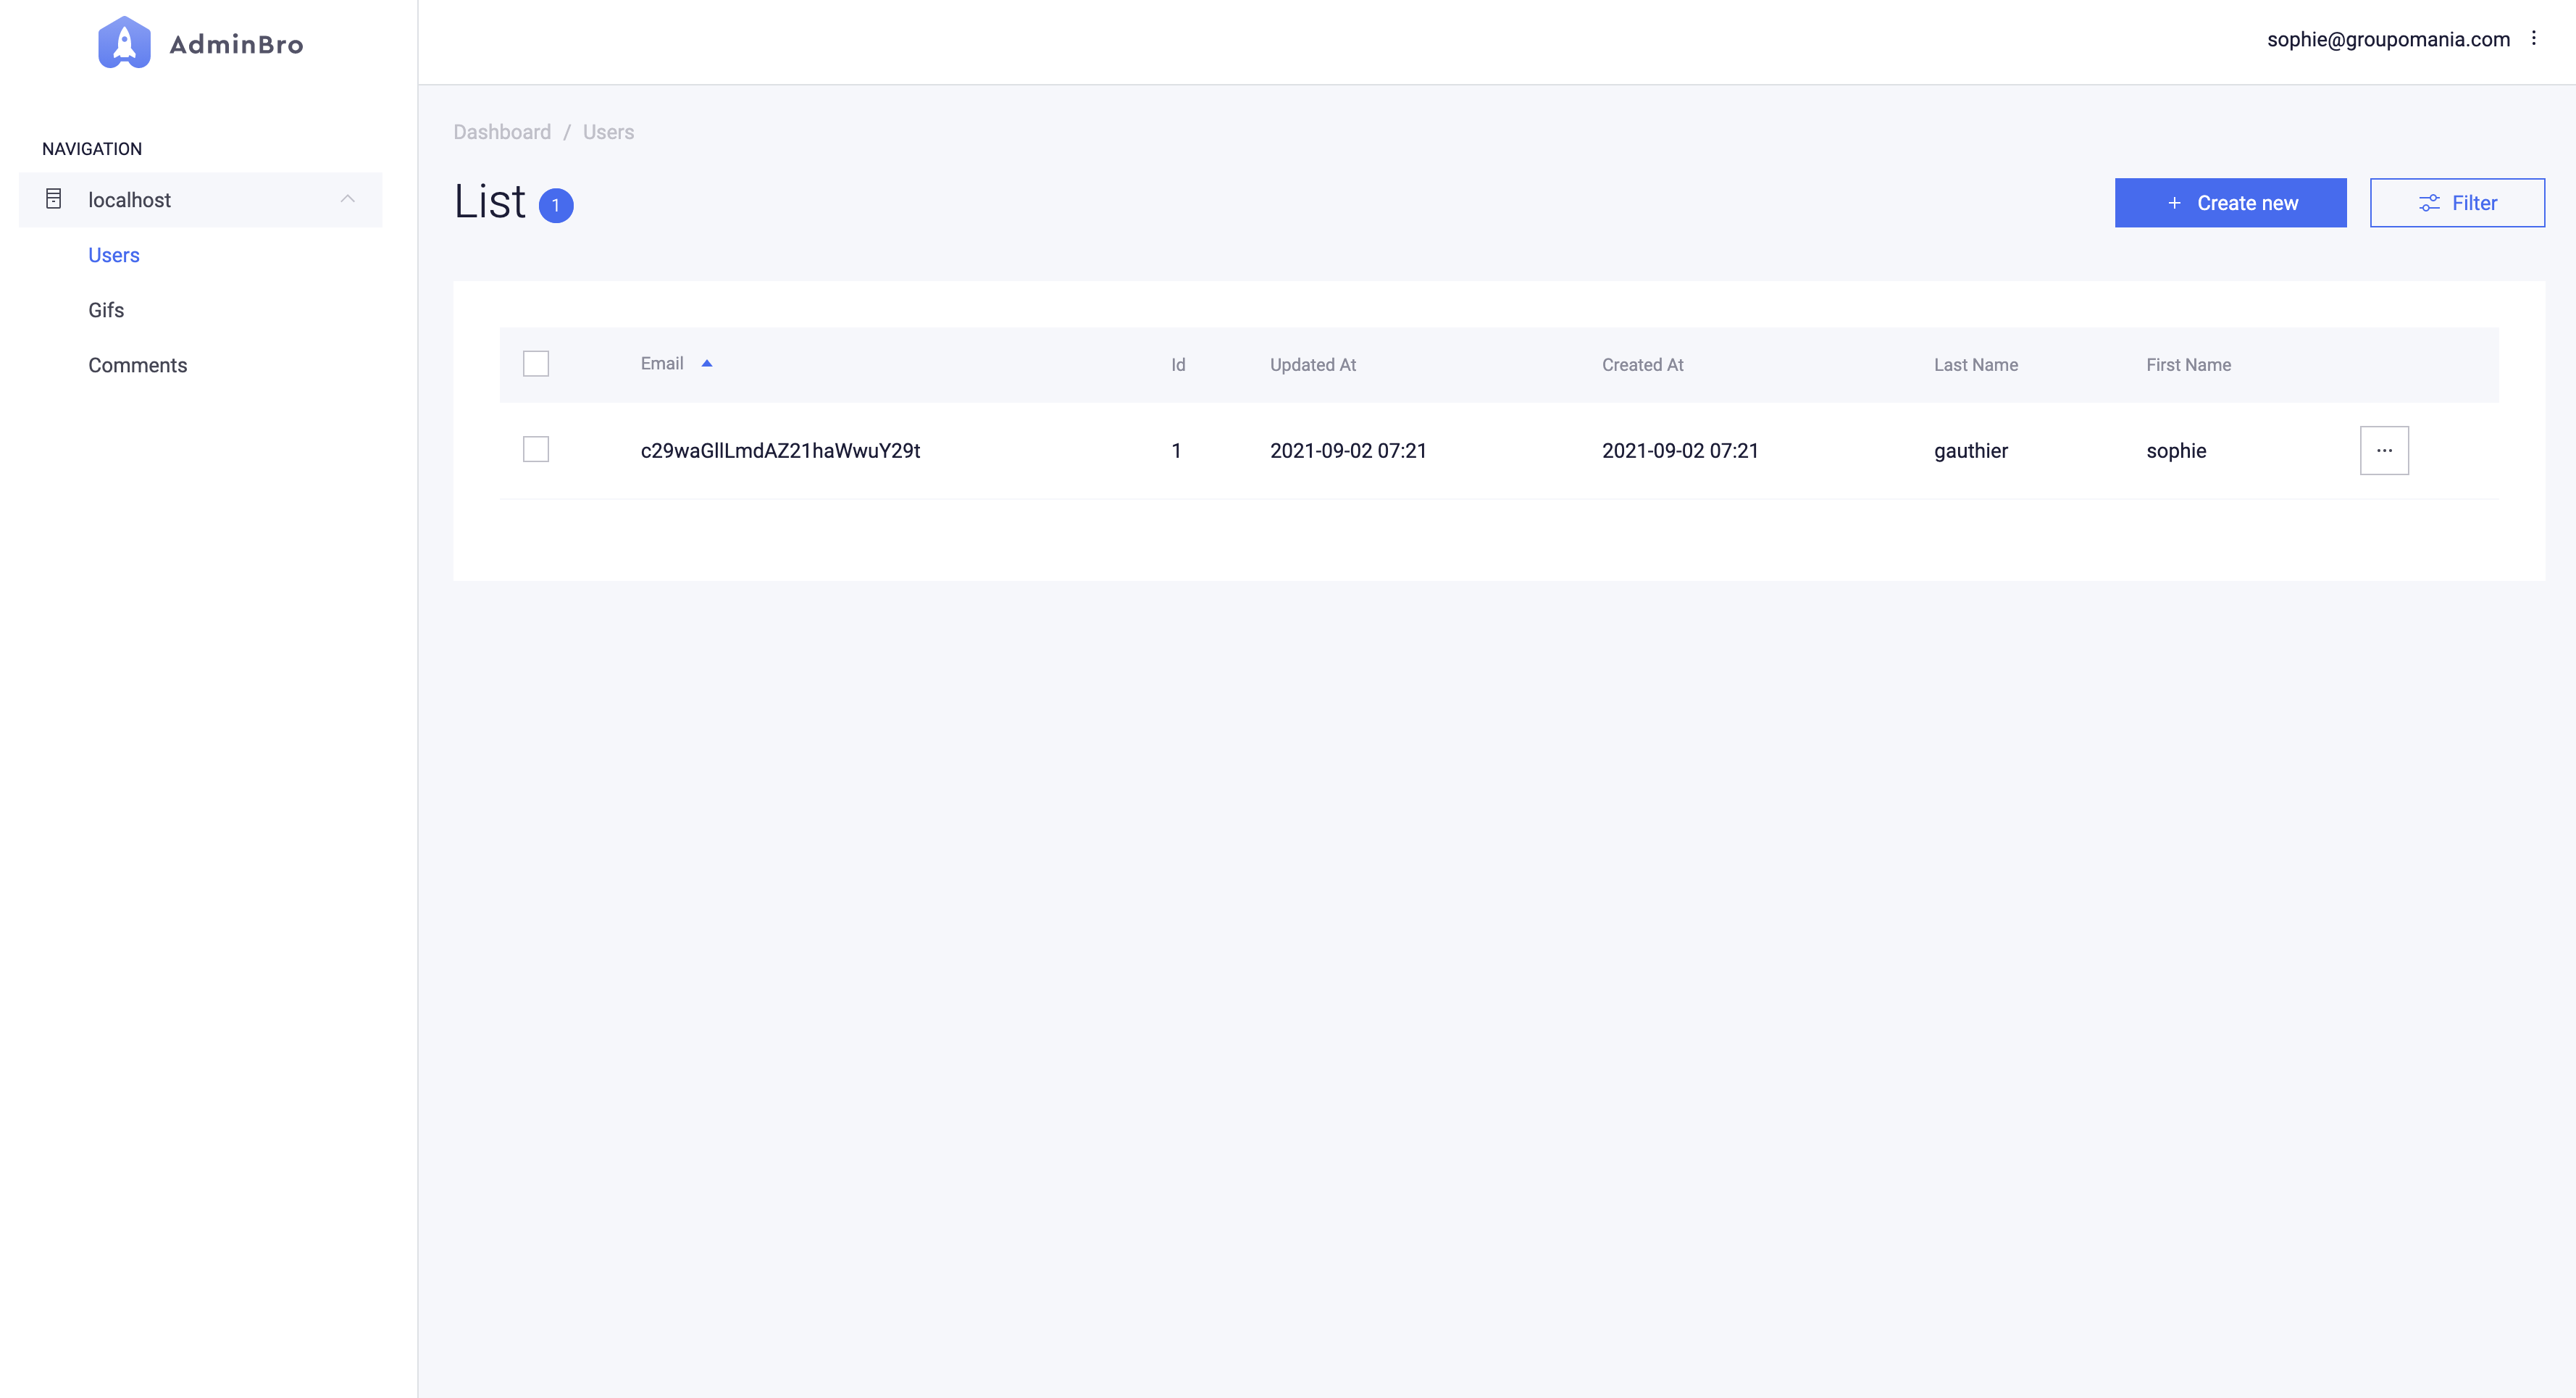 AdminBro
sophie@groupomania.com
NAVIGATION
localhost
Users
Gifs
Comments
Dashboard / Users
List 1
+ Create new
Filter
Email Id Updated At Created At Last Name First Name
c29waGllLmdAZ21haWwuY29t 1 2021-09-02 07:21 2021-09-02 07:21 gauthier sophie